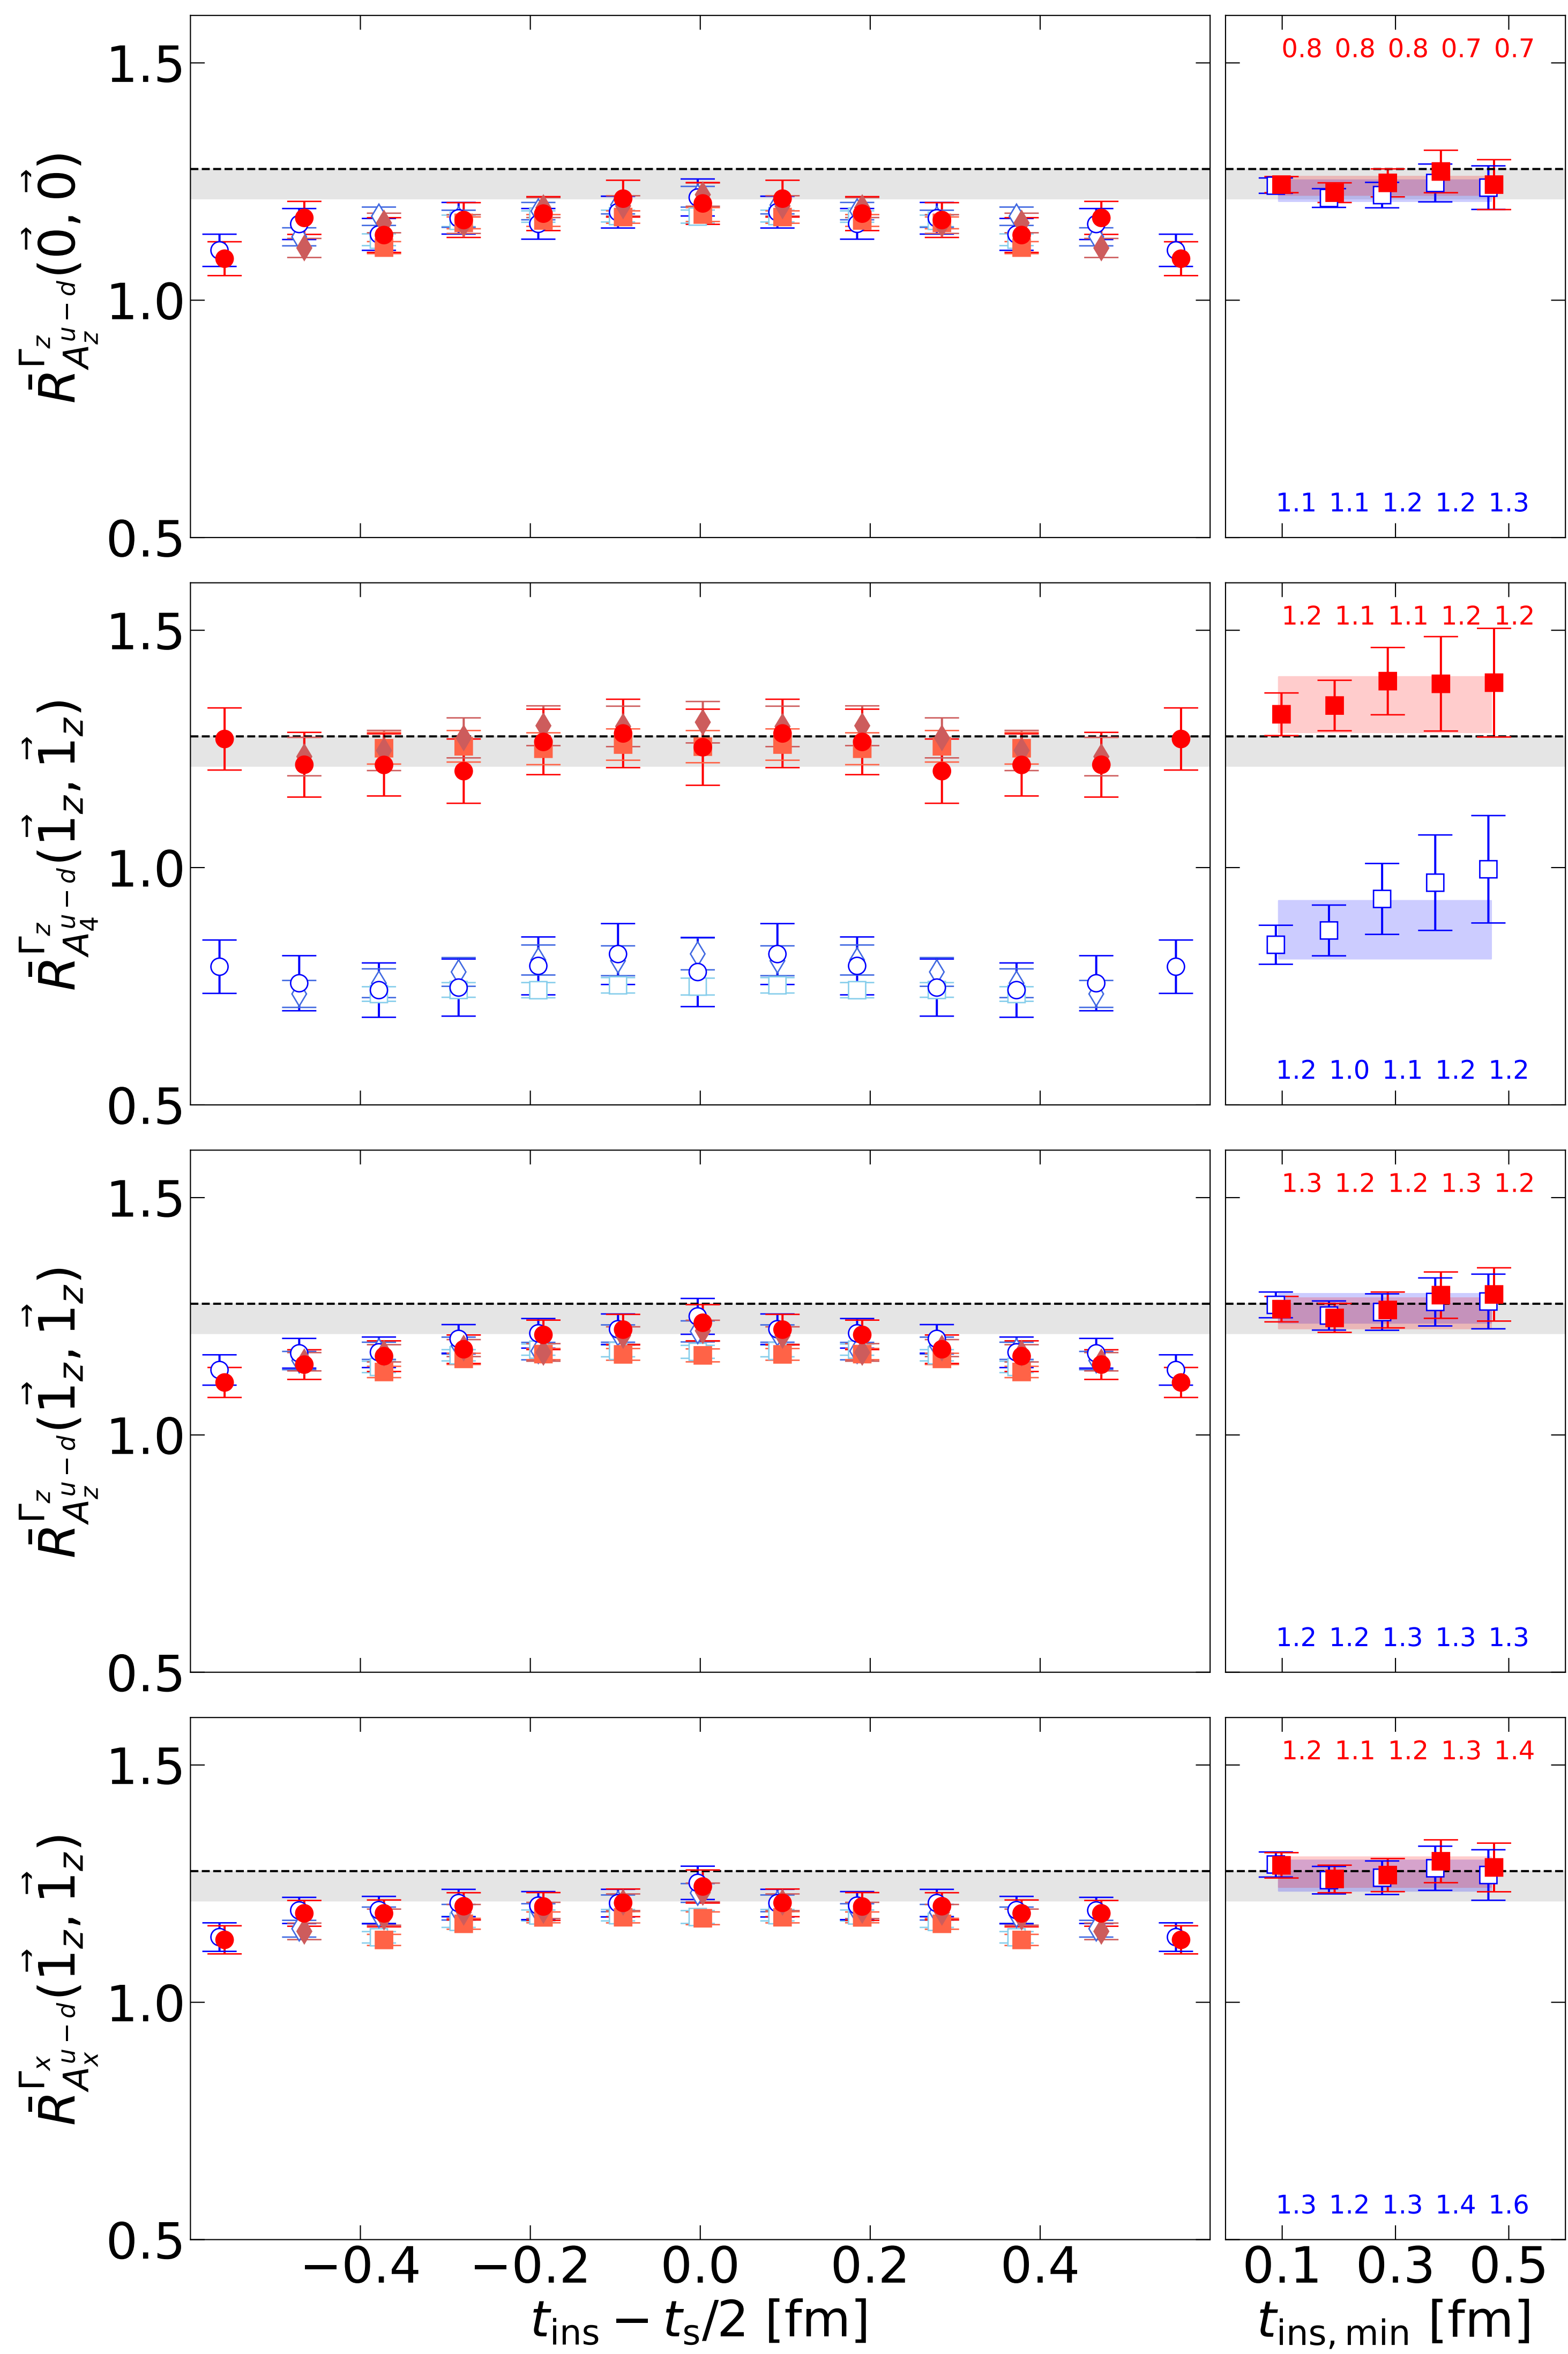 R̄^{Γ_z}_{A_z^{u−d}}(0⃗, 0⃗)
1.5
1.0
0.5
0.8 0.8 0.8 0.7 0.7
1.1 1.1 1.2 1.2 1.3
R̄^{Γ_z}_{A_4^{u−d}}(1⃗_z, 1⃗_z)
1.5
1.0
0.5
1.2 1.1 1.1 1.2 1.2
1.2 1.0 1.1 1.2 1.2
R̄^{Γ_z}_{A_z^{u−d}}(1⃗_z, 1⃗_z)
1.5
1.0
0.5
1.3 1.2 1.2 1.3 1.2
1.2 1.2 1.3 1.3 1.3
R̄^{Γ_x}_{A_x^{u−d}}(1⃗_z, 1⃗_z)
1.5
1.0
0.5
1.2 1.1 1.2 1.3 1.4
1.3 1.2 1.3 1.4 1.6
−0.4 −0.2 0.0 0.2 0.4
0.1 0.3 0.5
t_ins − t_s/2 [fm]
t_ins, min [fm]